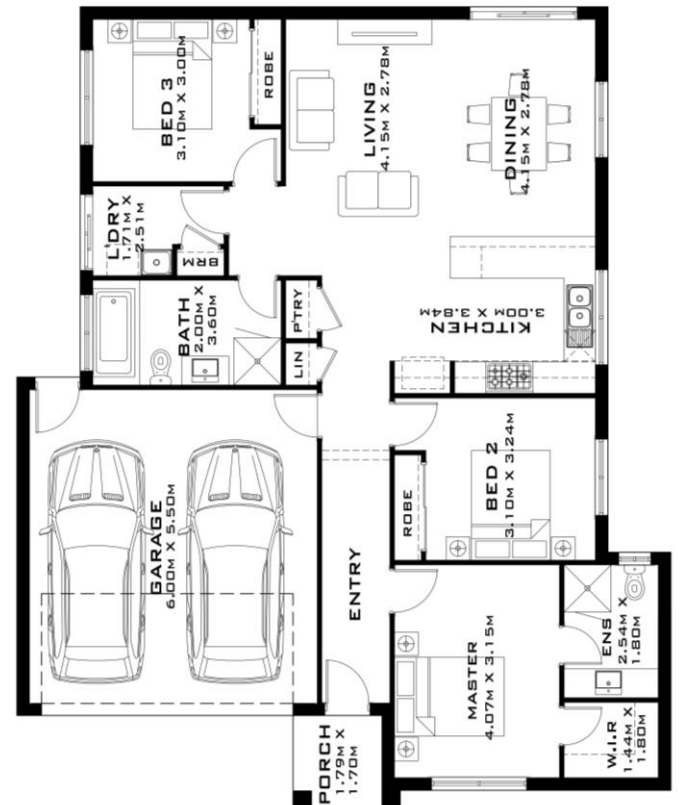 BED 3
3.10M X 3.00M
ROBE
LIVING
4.15M X 2.78M
DINING
4.15M X 2.78M
L'DRY
1.71M X
2.51M
BRM
BATH
2.00M X
3.60M
P'TRY
LIN
KITCHEN
3.00M X 3.84M
GARAGE
6.00M X 5.50M
ENTRY
ROBE
BED 2
3.10M X 3.24M
MASTER
4.07M X 3.15M
ENS
2.54M X
1.80M
W.I.R
1.44M X
1.80M
PORCH
1.79M X
1.70M